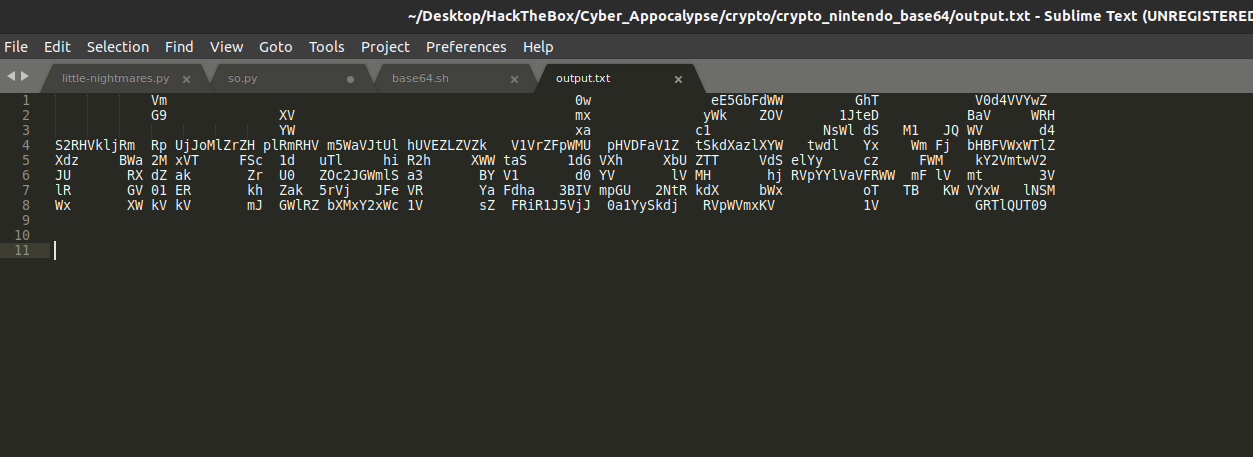 ~/Desktop/HackTheBox/Cyber_Appocalypse/crypto/crypto_nintendo_base64/output.txt - Sublime Text (UNREGISTERED
File Edit Selection Find View Goto Tools Project Preferences Help
little-nightmares.py × so.py ● base64.sh × output.txt ×
1 Vm 0w eE5GbFdWW GhT V0d4VVYwZ
2 G9 XV mx yWk ZOV 1JteD BaV WRH
3 YW xa c1 NsWl dS M1 JQ WV d4
4 S2RHVkljRm Rp UjJoMlZrZH plRmRHV m5WaVJtUl hUVEZLZVZk V1VrZFpWMU pHVDFaV1Z tSkdXazlXYW twdl Yx Wm Fj bHBFVWxWTlZ
5 Xdz BWa 2M xVT FSc 1d uTl hi R2h XWW taS 1dG VXh XbU ZTT VdS elYy cz FWM kY2VmtwV2
6 JU RX dZ ak Zr U0 ZOc2JGWmlS a3 BY V1 d0 YV lV MH hj RVpYYlVaVFRWW mF lV mt 3V
7 lR GV 01 ER kh Zak 5rVj JFe VR Ya Fdha 3BIV mpGU 2NtR kdX bWx oT TB KW VYxW lNSM
8 Wx XW kV kV mJ GWlRZ bXMxY2xWc 1V sZ FRiR1J5VjJ 0a1YySkdj RVpWVmxKV 1V GRTlQUT09
9
10
11